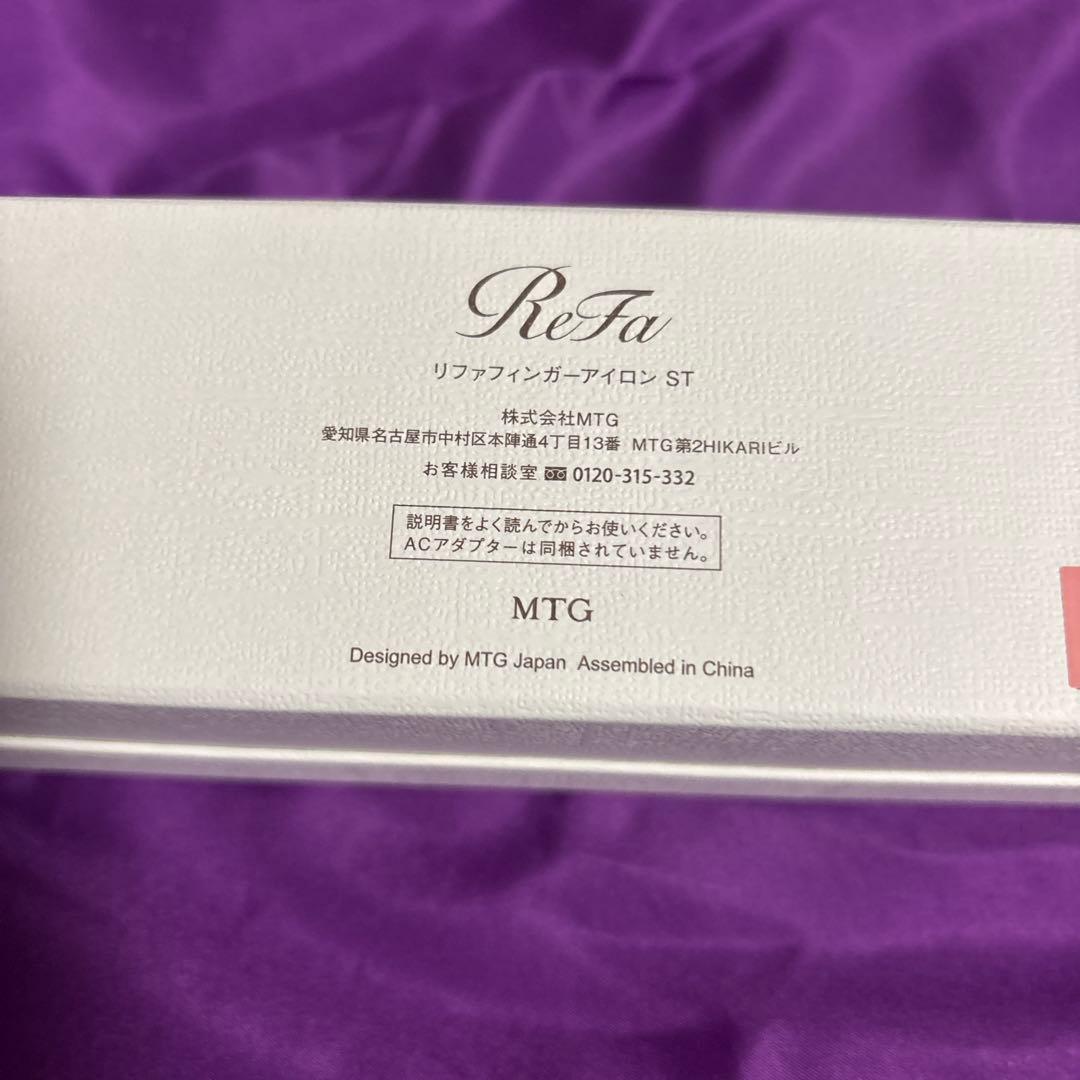 ReFa
リファフィンガーアイロン ST
株式会社MTG
愛知県名古屋市中村区本陣通4丁目13番 MTG第2HIKARIビル
お客様相談室 0120-315-332
説明書をよく読んでからお使いください。
ACアダプターは同梱されていません。
MTG
Designed by MTG Japan Assembled in China